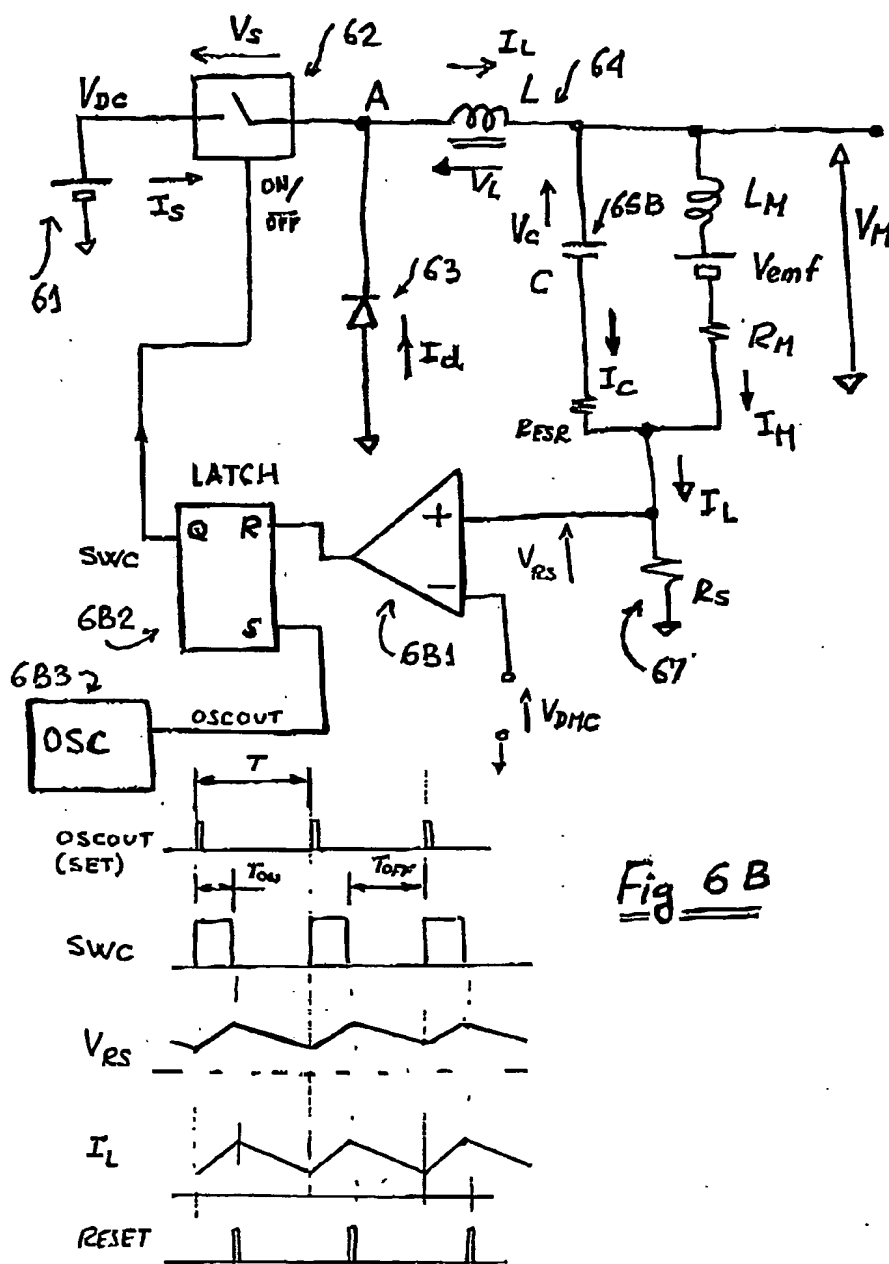 Vs
62
IL
64
VDC
A
L
Is
ON/
OFF
VL
Vc
65B
LM
VM
61
63
C
Vemf
Id
RM
Ic
RESR
IM
LATCH
IL
Q R
+
SWC
VRS
Rs
6B2
S
−
6B1
67
6B3
OSC
OSCOUT
VDMC
T
OSCOUT
(SET)
TON
TOFF
Fig 6B
SWC
VRS
IL
RESET